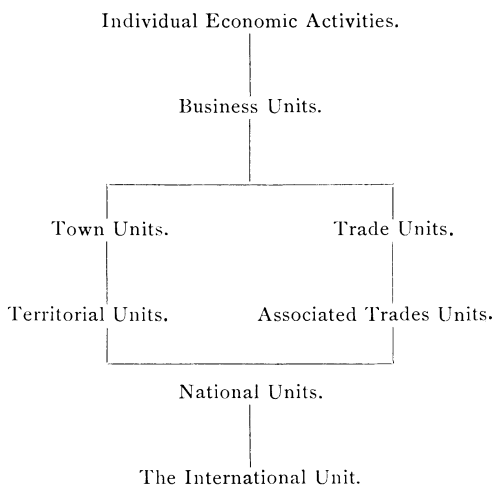 Individual Economic Activities.
Business Units.
Town Units.
Trade Units.
Territorial Units.
Associated Trades Units.
National Units.
The International Unit.